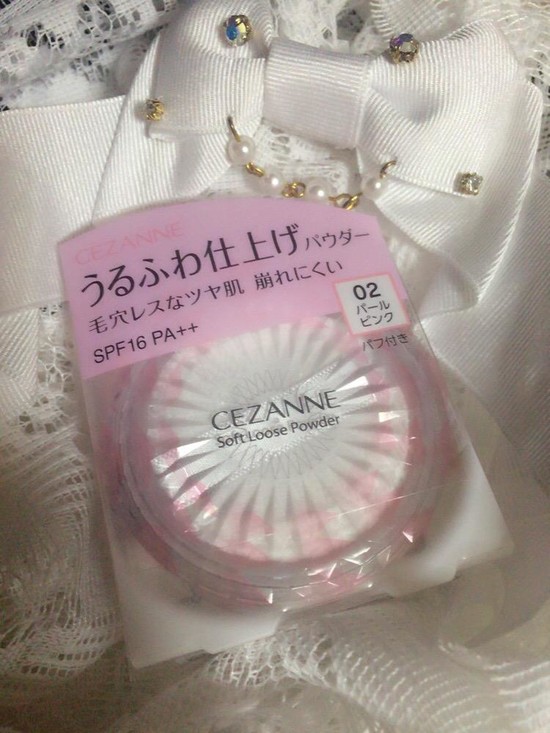 CEZANNE
うるふわ仕上げパウダー
毛穴レスなツヤ肌 崩れにくい
SPF16 PA++
02
パール
ピンク
パフ付き
CEZANNE
Soft Loose Powder